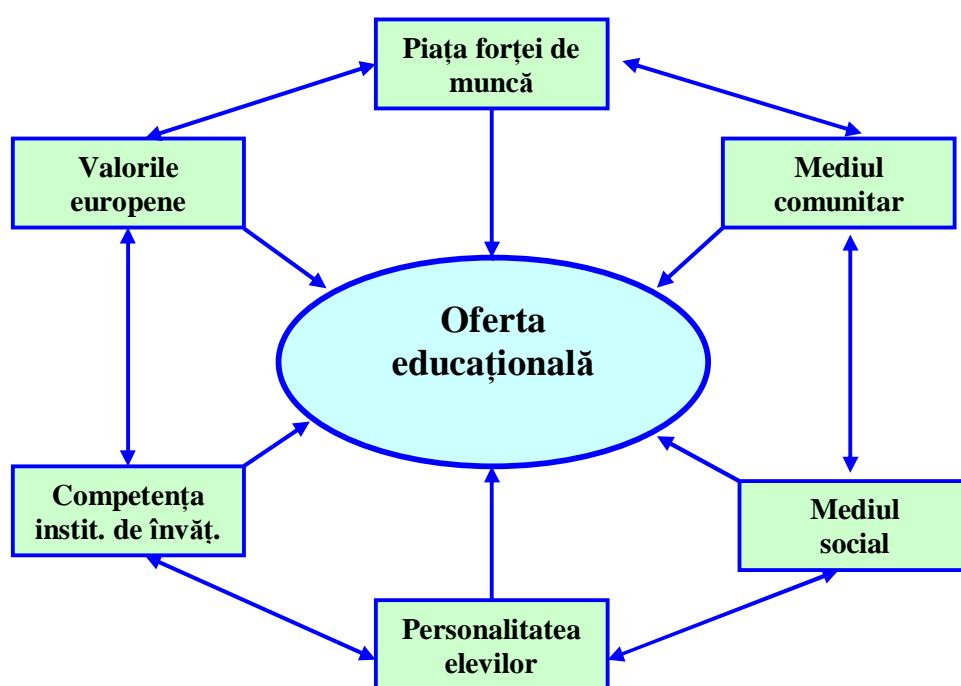 Piața forței de
muncă
Valorile
europene
Mediul
comunitar
Oferta
educațională
Competența
instit. de învăț.
Mediul
social
Personalitatea
elevilor